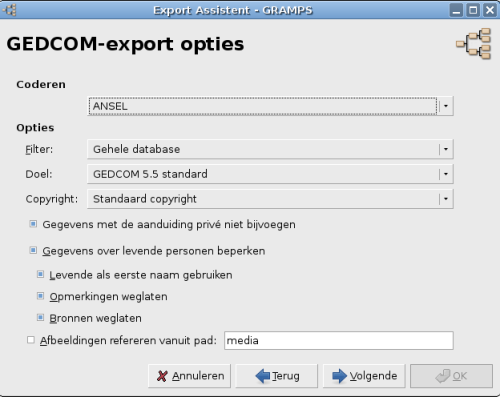 Export Assistent - GRAMPS
GEDCOM-export opties
Coderen
ANSEL
Opties
Filter: Gehele database
Doel: GEDCOM 5.5 standard
Copyright: Standaard copyright
Gegevens met de aanduiding privé niet bijvoegen
Gegevens over levende personen beperken
Levende als eerste naam gebruiken
Opmerkingen weglaten
Bronnen weglaten
Afbeeldingen refereren vanuit pad: media
Annuleren Terug Volgende OK